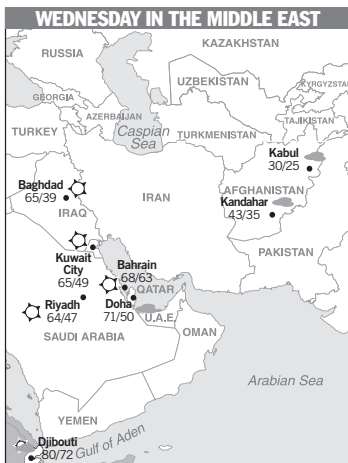 WEDNESDAY IN THE MIDDLE EAST
KAZAKHSTAN
RUSSIA
UZBEKISTAN
KYRGYZSTAN
GEORGIA
AZERBAIJAN
TAJIKISTAN
TURKEY
Caspian
Sea
TURKMENISTAN
Kabul
30/25
Baghdad
65/39
IRAQ
IRAN
AFGHANISTAN
Kandahar
43/35
PAKISTAN
Kuwait
City
65/49
Bahrain
68/63
QATAR
Riyadh
64/47
Doha
71/50
U.A.E.
SAUDI ARABIA
OMAN
Arabian Sea
YEMEN
Djibouti
80/72
Gulf of Aden